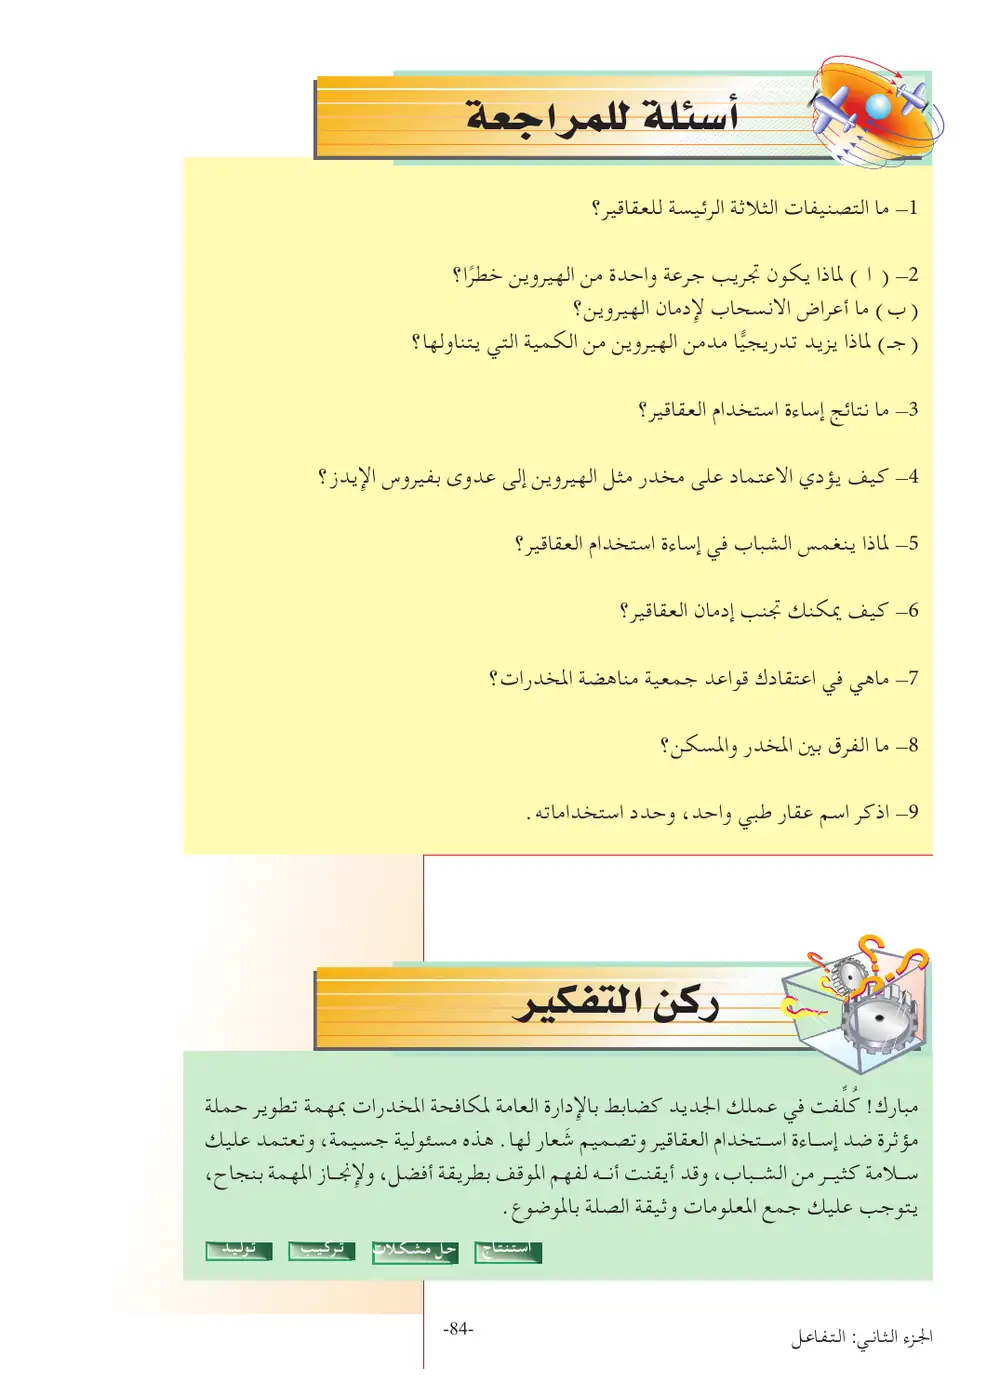 أسئلة للمراجعة
1– ما التصنيفات الثلاثة الرئيسة للعقاقير؟
2– ( ا ) لماذا يكون تجريب جرعة واحدة من الهيروين خطرًا؟
(ب) ما أعراض الانسحاب لإدمان الهيروين؟
(جـ) لماذا يزيد تدريجيًّا مدمن الهيروين من الكمية التي يتناولها؟
3– ما نتائج إساءة استخدام العقاقير؟
4– كيف يؤدي الاعتماد على مخدر مثل الهيروين إلى عدوى بفيروس الإيدز؟
5– لماذا ينغمس الشباب في إساءة استخدام العقاقير؟
6– كيف يمكنك تجنب إدمان العقاقير؟
7– ماهي في اعتقادك قواعد جمعية مناهضة المخدرات؟
8– ما الفرق بين المخدر والمسكن؟
9– اذكر اسم عقار طبي واحد، وحدد استخداماته.
ركن التفكير
مبارك! كُلِّفت في عملك الجديد كضابط بالإدارة العامة لمكافحة المخدرات بمهمة تطوير حملة
مؤثرة ضد إساءة استخدام العقاقير وتصميم شَعار لها. هذه مسئولية جسيمة، وتعتمد عليك
سلامة كثير من الشباب، وقد أيقنت أنه لفهم الموقف بطريقة أفضل، ولإنجاز المهمة بنجاح،
يتوجب عليك جمع المعلومات وثيقة الصلة بالموضوع.
استنتاج حل مشكلات تركيب توليد
الجزء الثاني: التفاعل
-84-